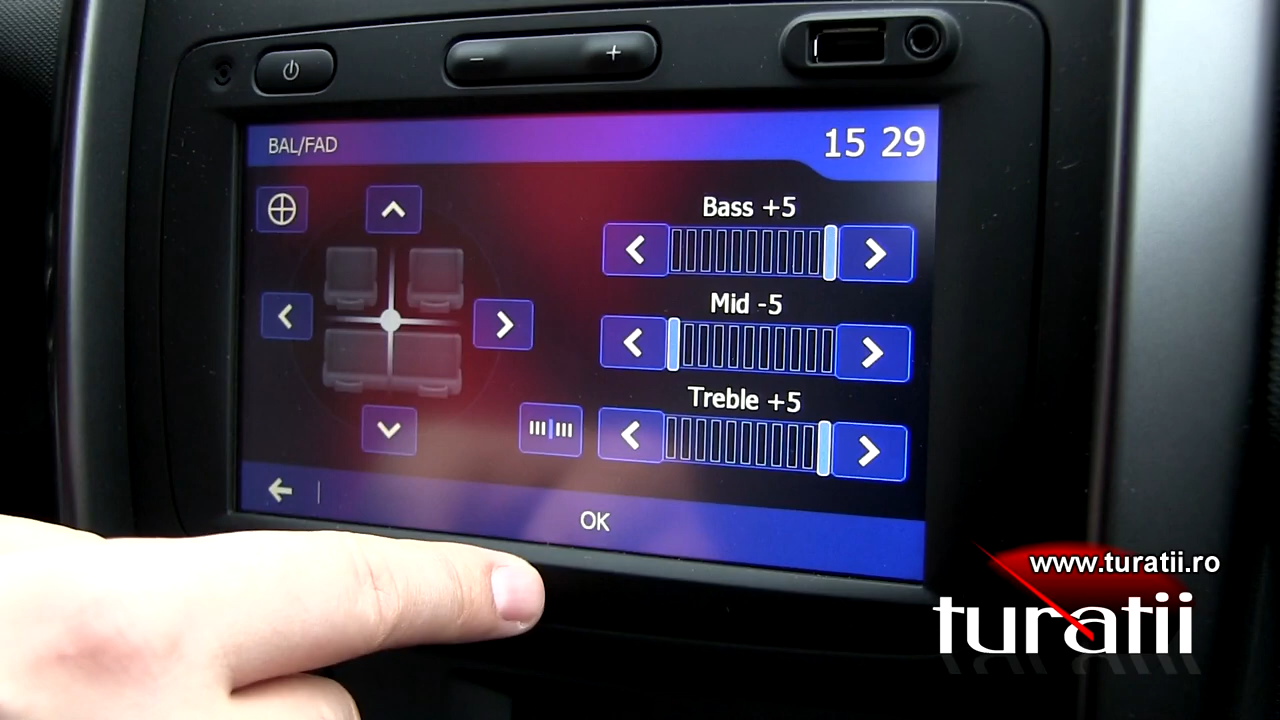 BAL/FAD
15 29
Bass +5
Mid -5
Treble +5
OK
www.turatii.ro
turatii